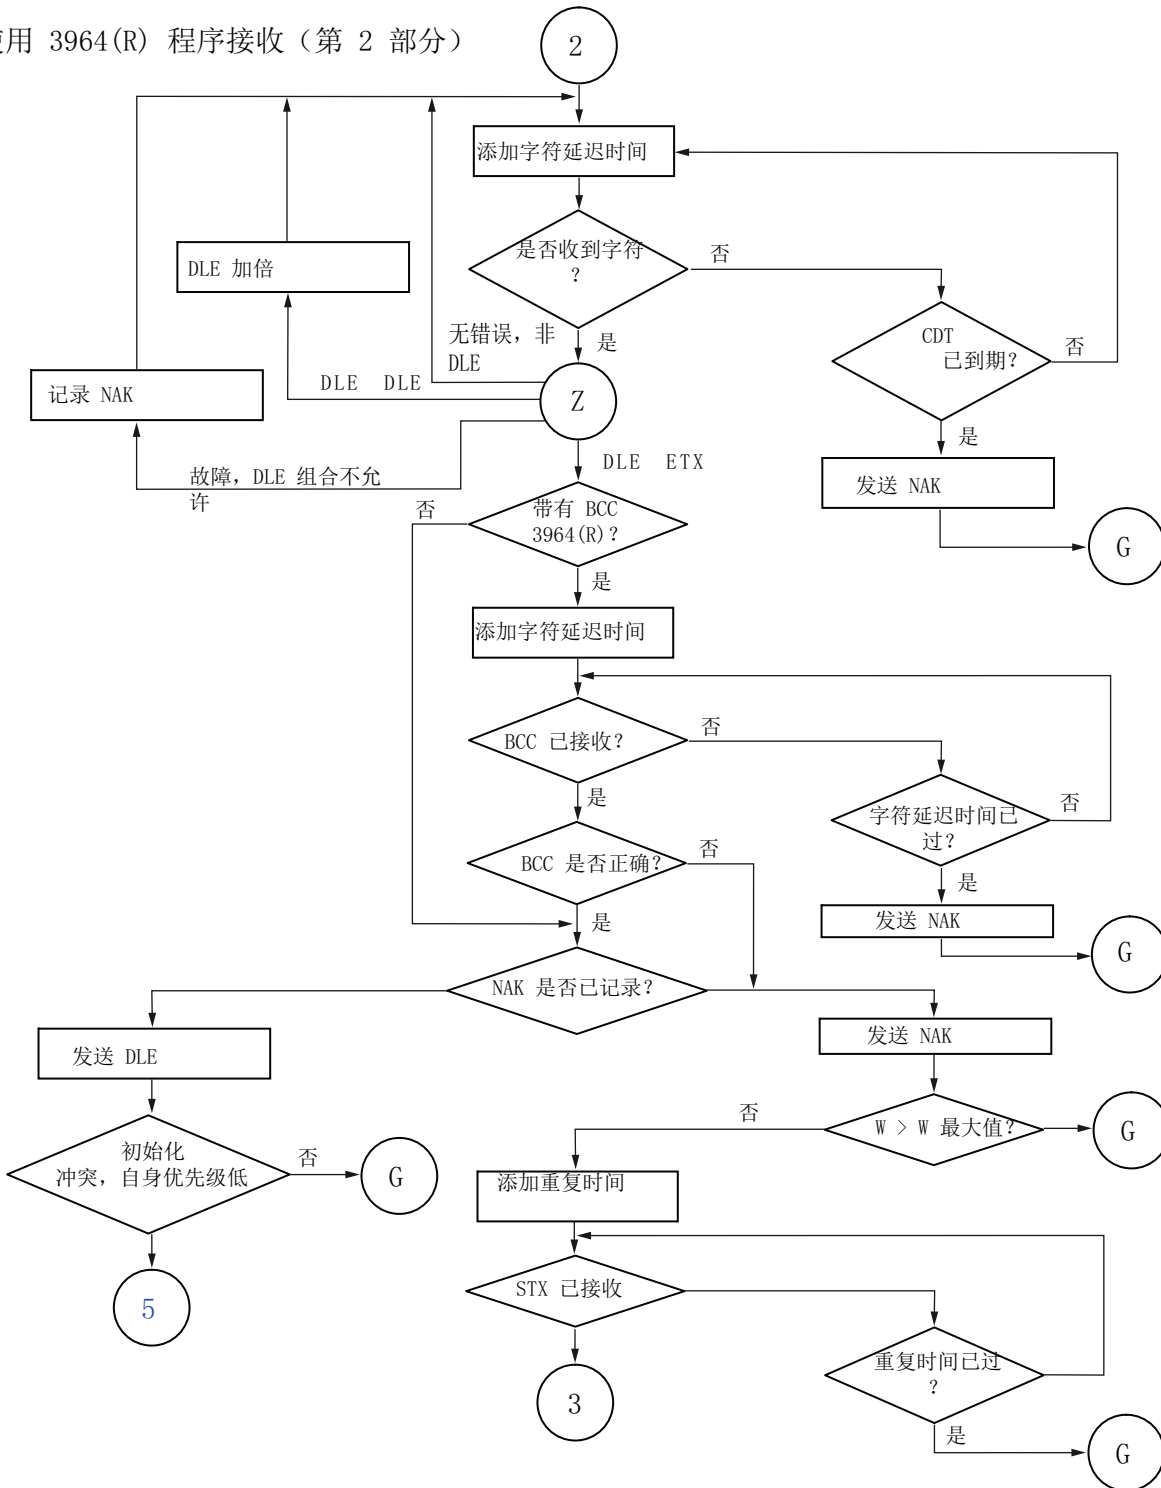 使用 3964(R) 程序接收（第 2 部分）
2
添加字符延迟时间
是否收到字符
？
否
DLE 加倍
CDT
已到期？
否
无错误，非
DLE
是
DLE DLE
Z
记录 NAK
是
DLE ETX
故障，DLE 组合不允
许
发送 NAK
否
带有 BCC
3964(R)？
G
是
添加字符延迟时间
否
BCC 已接收？
是
字符延迟时间已
过？
否
BCC 是否正确？
否
是
发送 NAK
是
G
NAK 是否已记录？
发送 DLE
发送 NAK
否
W > W 最大值？
G
初始化
冲突，自身优先级低
否
G
添加重复时间
STX 已接收
5
重复时间已过
？
3
是
G